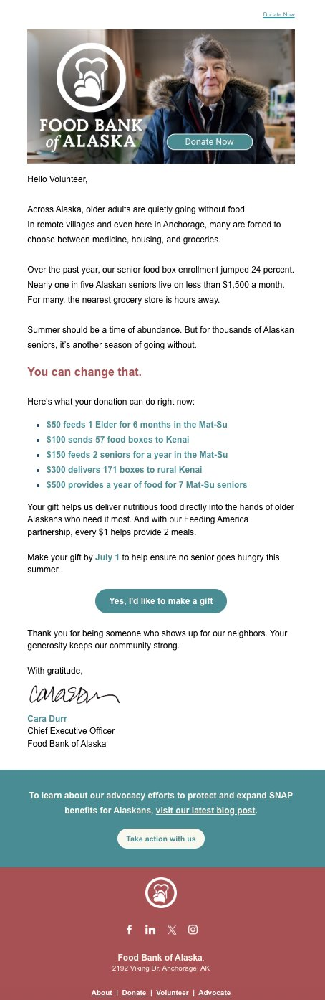 Donate Now
FOOD BANK
of ALASKA
Donate Now
Hello Volunteer,
Across Alaska, older adults are quietly going without food.
In remote villages and even here in Anchorage, many are forced to
choose between medicine, housing, and groceries.
Over the past year, our senior food box enrollment jumped 24 percent.
Nearly one in five Alaskan seniors live on less than $1,500 a month.
For many, the nearest grocery store is hours away.
Summer should be a time of abundance. But for thousands of Alaskan
seniors, it’s another season of going without.
You can change that.
Here's what your donation can do right now:
• $50 feeds 1 Elder for 6 months in the Mat-Su
• $100 sends 57 food boxes to Kenai
• $150 feeds 2 seniors for a year in the Mat-Su
• $300 delivers 171 boxes to rural Kenai
• $500 provides a year of food for 7 Mat-Su seniors
Your gift helps us deliver nutritious food directly into the hands of older
Alaskans who need it most. And with our Feeding America
partnership, every $1 helps provide 2 meals.
Make your gift by July 1 to help ensure no senior goes hungry this
summer.
Yes, I'd like to make a gift
Thank you for being someone who shows up for our neighbors. Your
generosity keeps our community strong.
With gratitude,
Cara Durr
Chief Executive Officer
Food Bank of Alaska
To learn about our advocacy efforts to protect and expand SNAP
benefits for Alaskans, visit our latest blog post.
Take action with us
Food Bank of Alaska,
2192 Viking Dr, Anchorage, AK
About | Donate | Volunteer | Advocate